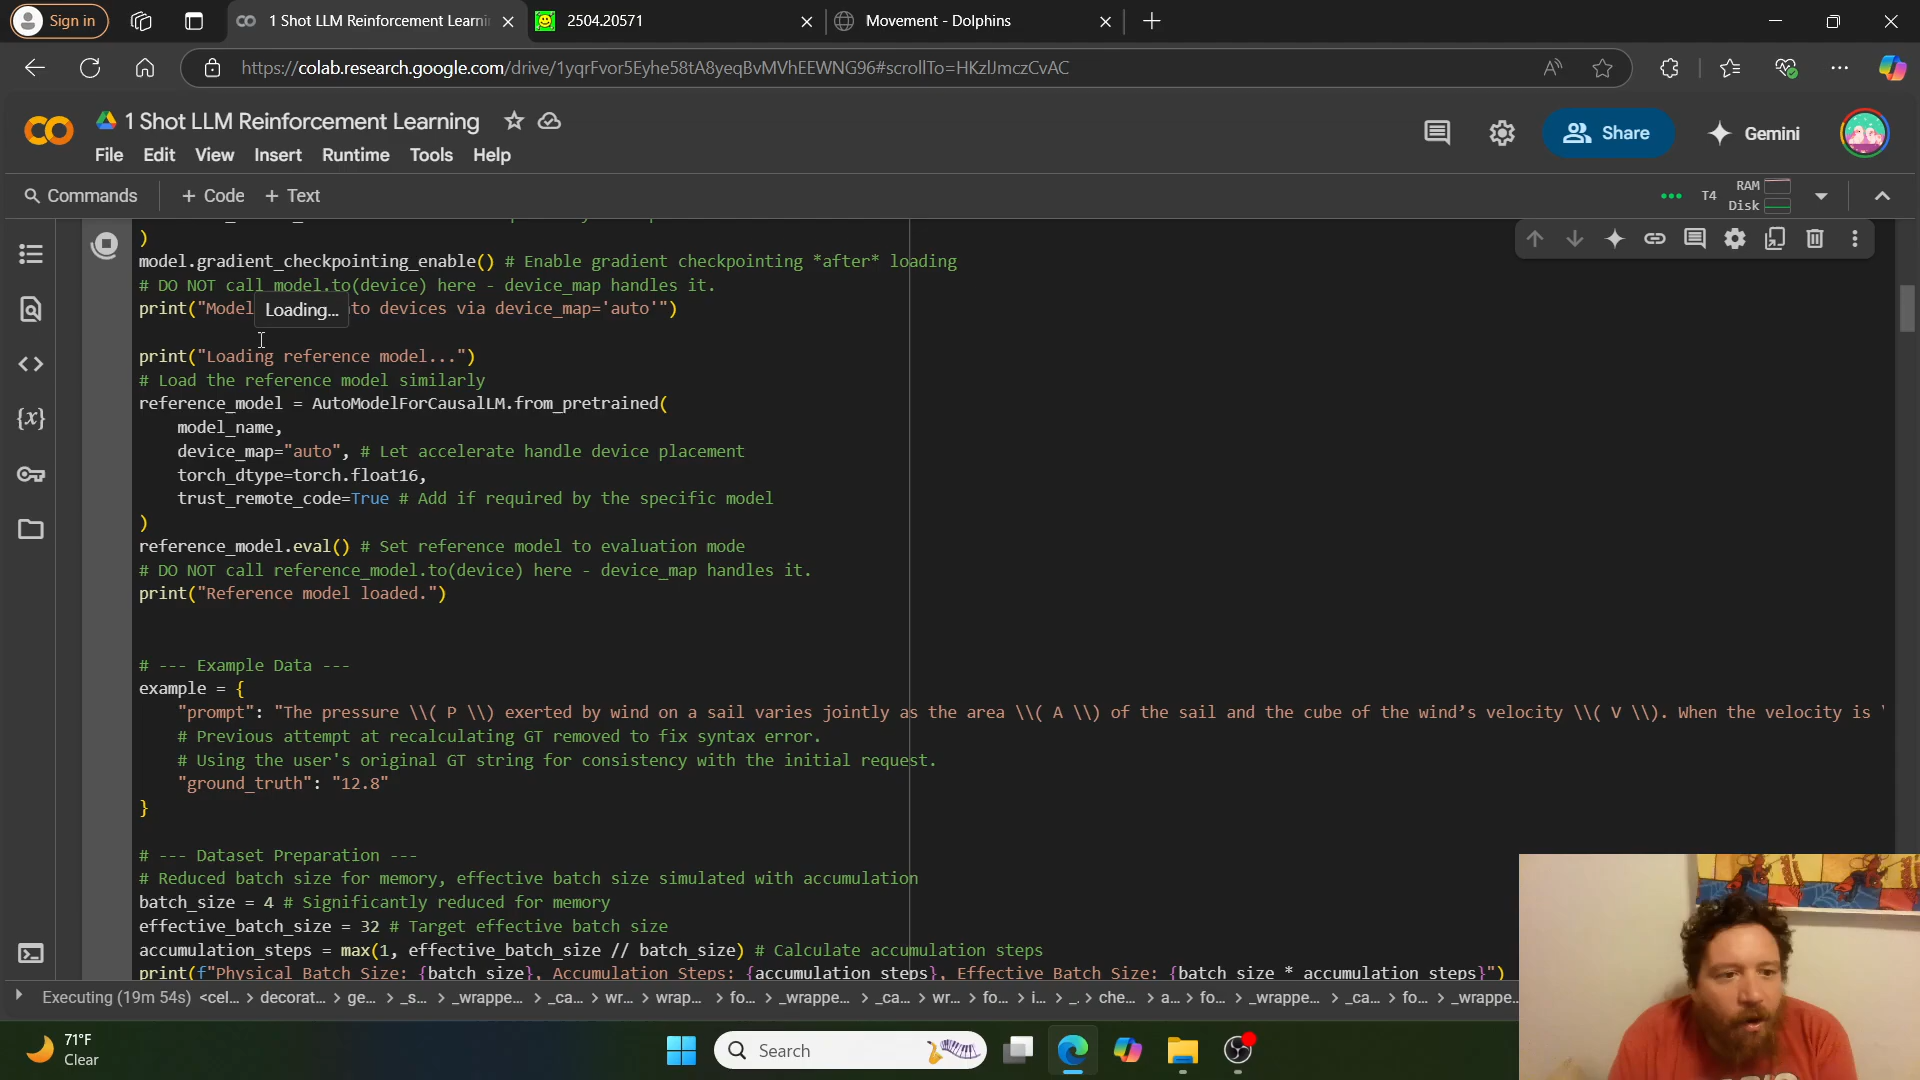 Sign in
1 Shot LLM Reinforcement Learni
2504.20571
Movement - Dolphins
https://colab.research.google.com/drive/1yqrFvor5Eyhe58tA8yeqBvMVhEEWNG96#scrollTo=HKzlJmczCvAC
1 Shot LLM Reinforcement Learning
Share
Gemini
File Edit View Insert Runtime Tools Help
Commands + Code + Text
T4 RAM Disk
)
model.gradient_checkpointing_enable() # Enable gradient checkpointing *after* loading
# DO NOT call model.to(device) here - device_map handles it.
print("Model to devices via device_map='auto'")
Loading...
print("Loading reference model...")
# Load the reference model similarly
reference_model = AutoModelForCausalLM.from_pretrained(
model_name,
device_map="auto", # Let accelerate handle device placement
torch_dtype=torch.float16,
trust_remote_code=True # Add if required by the specific model
)
reference_model.eval() # Set reference model to evaluation mode
# DO NOT call reference_model.to(device) here - device_map handles it.
print("Reference model loaded.")
# --- Example Data ---
example = {
"prompt": "The pressure \\( P \\) exerted by wind on a sail varies jointly as the area \\( A \\) of the sail and the cube of the wind’s velocity \\( V \\). When the velocity is \
# Previous attempt at recalculating GT removed to fix syntax error.
# Using the user's original GT string for consistency with the initial request.
"ground_truth": "12.8"
}
# --- Dataset Preparation ---
# Reduced batch size for memory, effective batch size simulated with accumulation
batch_size = 4 # Significantly reduced for memory
effective_batch_size = 32 # Target effective batch size
accumulation_steps = max(1, effective_batch_size // batch_size) # Calculate accumulation steps
print(f"Physical Batch Size: {batch_size}, Accumulation Steps: {accumulation_steps}, Effective Batch Size: {batch_size * accumulation_steps}")
Executing (19m 54s) <cel... > decorat... > ge... > _s... > _wrappe... > _ca... > wr... > wrap... > fo... > _wrappe... > _ca... > wr... > fo... > i... > _. > che... > a... > fo... > _wrappe... > _ca... > fo... > _wrappe...
71°F
Clear
Search